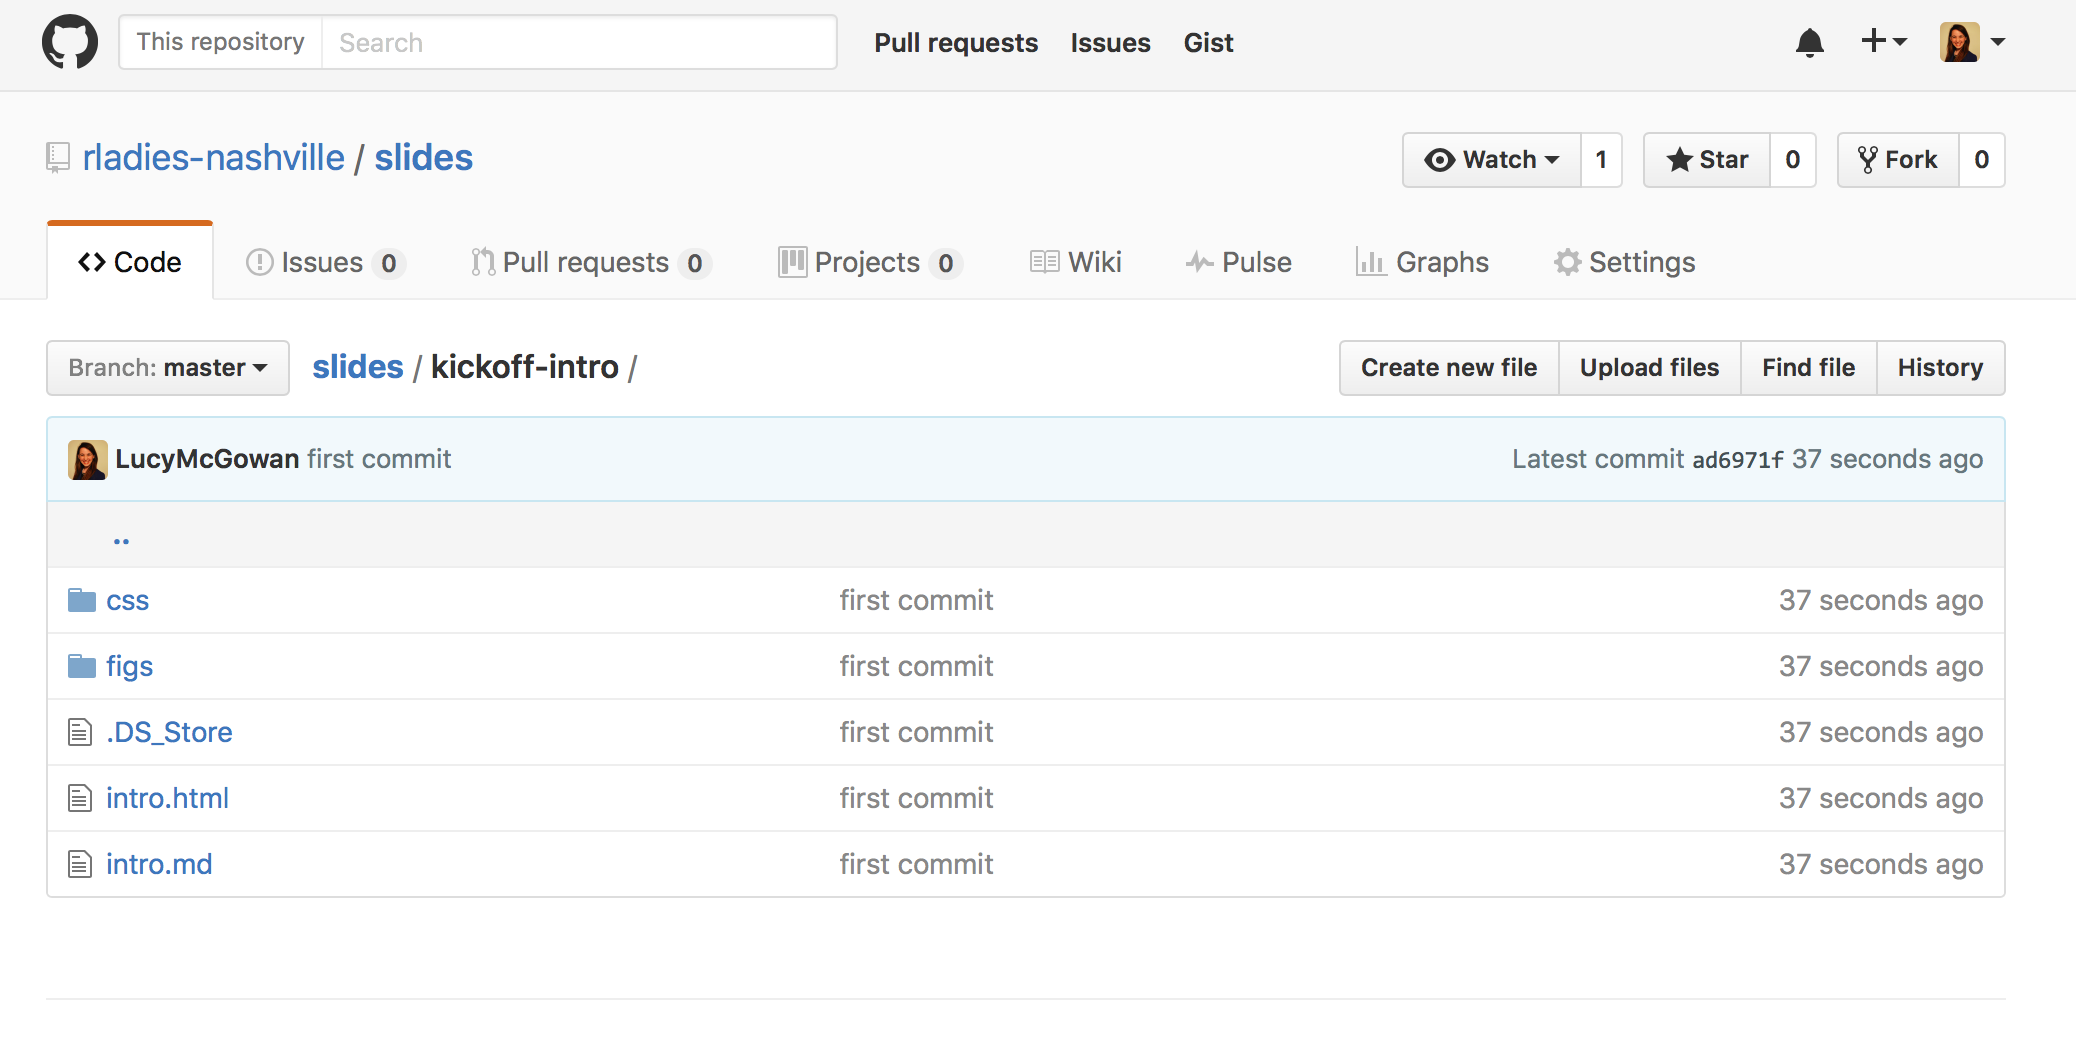 This repository Search Pull requests Issues Gist
rladies-nashville / slides Watch 1 Star 0 Fork 0
Code Issues 0 Pull requests 0 Projects 0 Wiki Pulse Graphs Settings
Branch: master slides / kickoff-intro / Create new file Upload files Find file History
LucyMcGowan first commit Latest commit ad6971f 37 seconds ago
..
css first commit 37 seconds ago
figs first commit 37 seconds ago
.DS_Store first commit 37 seconds ago
intro.html first commit 37 seconds ago
intro.md first commit 37 seconds ago